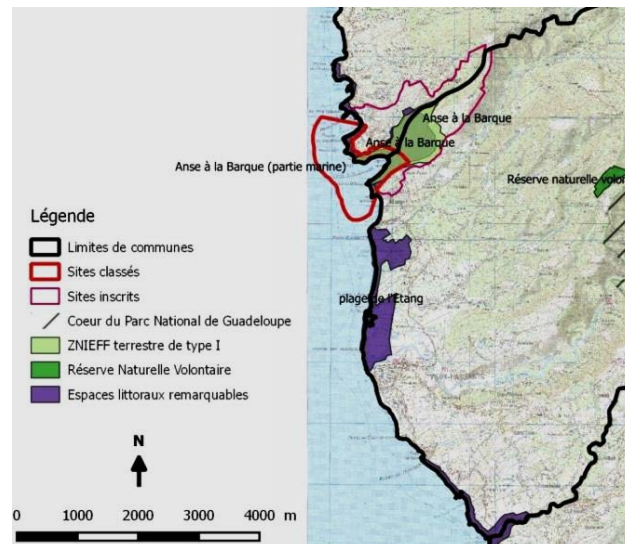 Anse à la Barque
Anse à la Barque
Anse à la Barque (partie marine)
Réserve naturelle volon
plage de l'Etang
Légende
Limites de communes
Sites classés
Sites inscrits
Coeur du Parc National de Guadeloupe
ZNIEFF terrestre de type I
Réserve Naturelle Volontaire
Espaces littoraux remarquables
N
0 1000 2000 4000 m